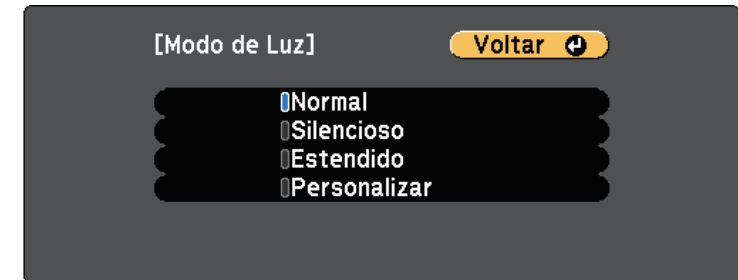 [Modo de Luz] Voltar
Normal
Silencioso
Estendido
Personalizar